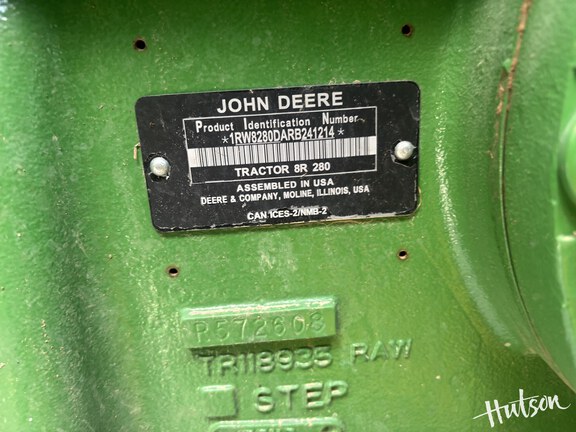 JOHN DEERE
Product Identification Number
*1RW8280DARB241214*
TRACTOR 8R 280
ASSEMBLED IN USA
DEERE & COMPANY, MOLINE, ILLINOIS, USA
CAN ICES-2/NMB-2
R572608
TR118935 RAW
STEP
Hutson